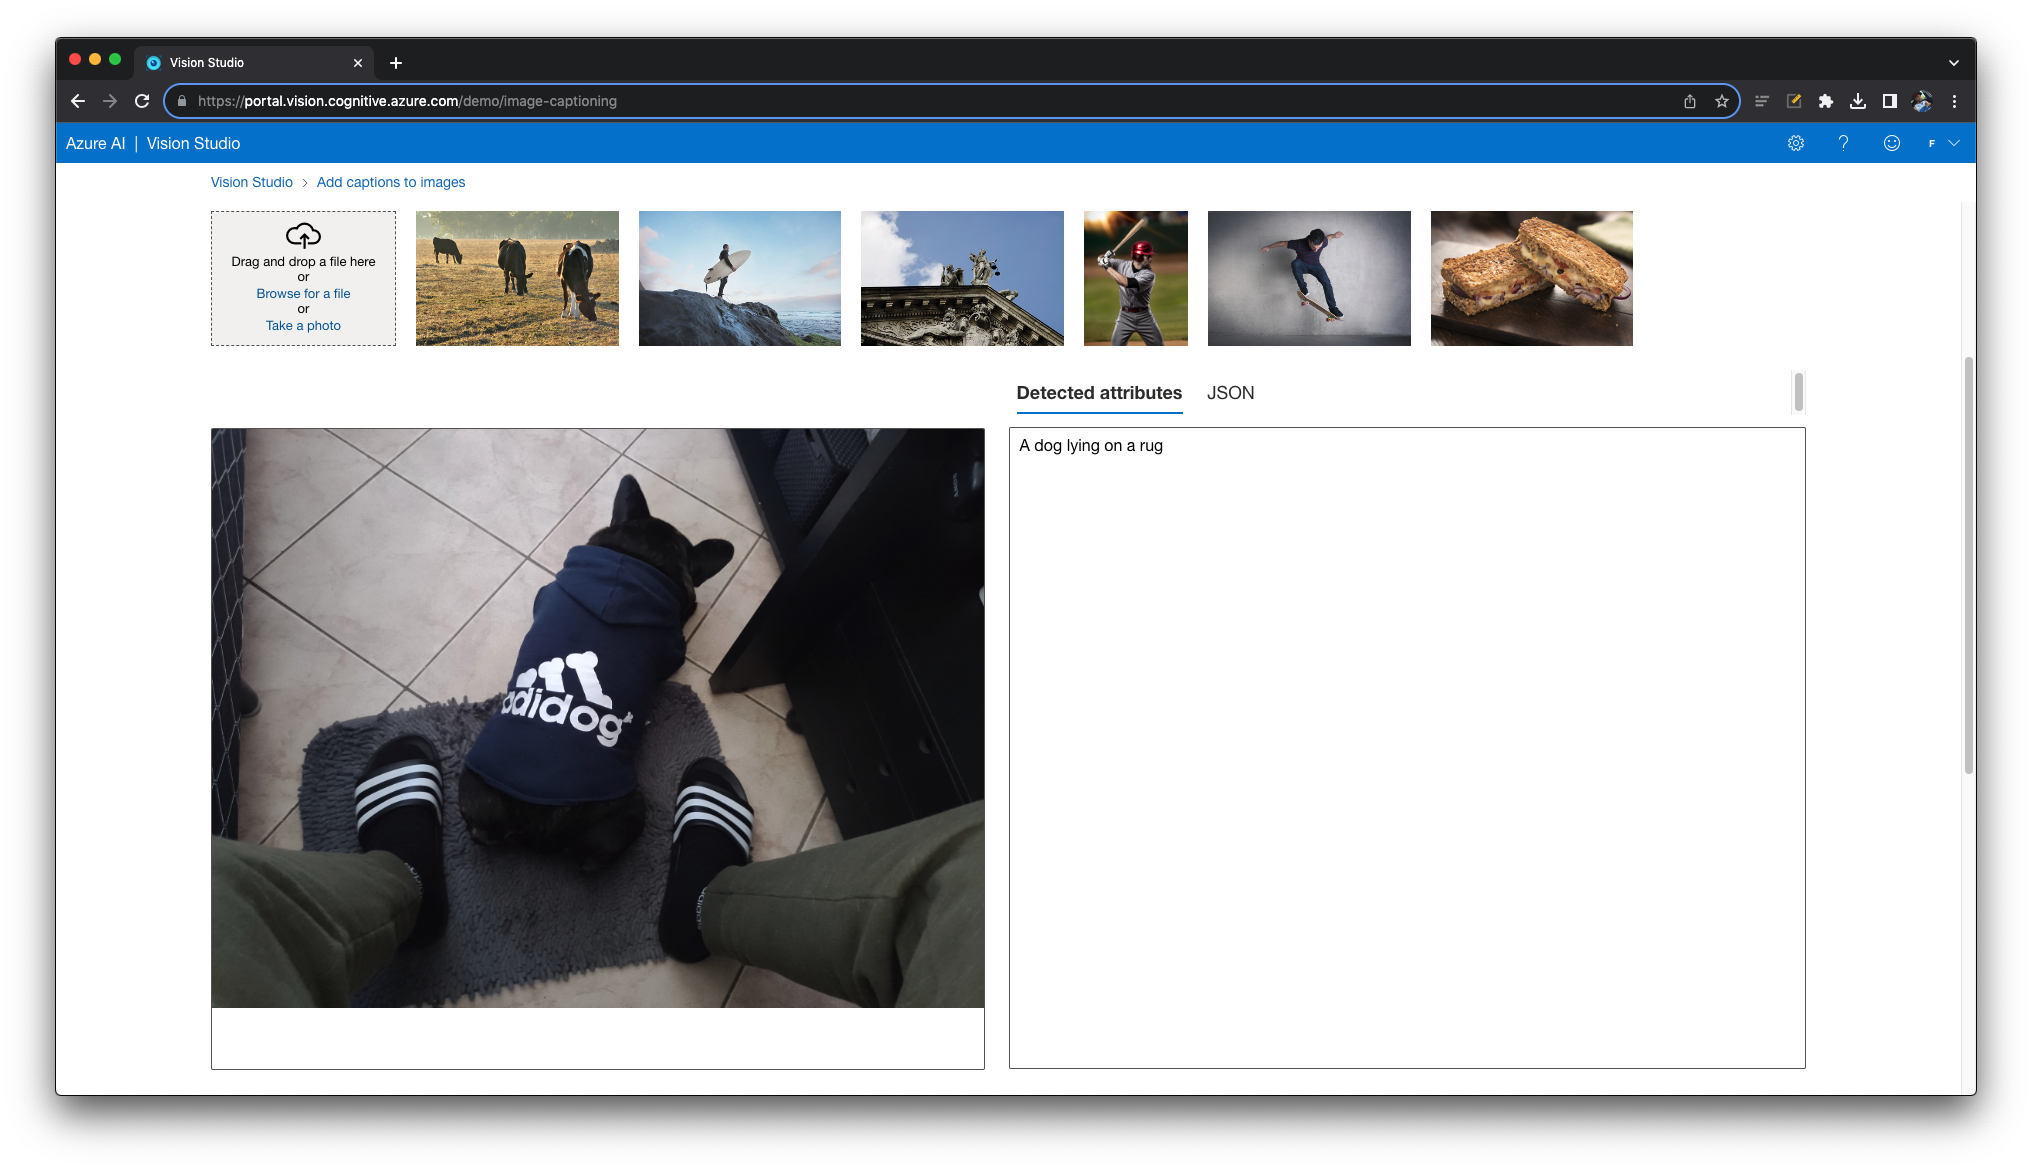 Vision Studio
https://portal.vision.cognitive.azure.com/demo/image-captioning
Azure AI | Vision Studio
F
Vision Studio > Add captions to images
Drag and drop a file here
or
Browse for a file
or
Take a photo
Detected attributes JSON
A dog lying on a rug
adidog